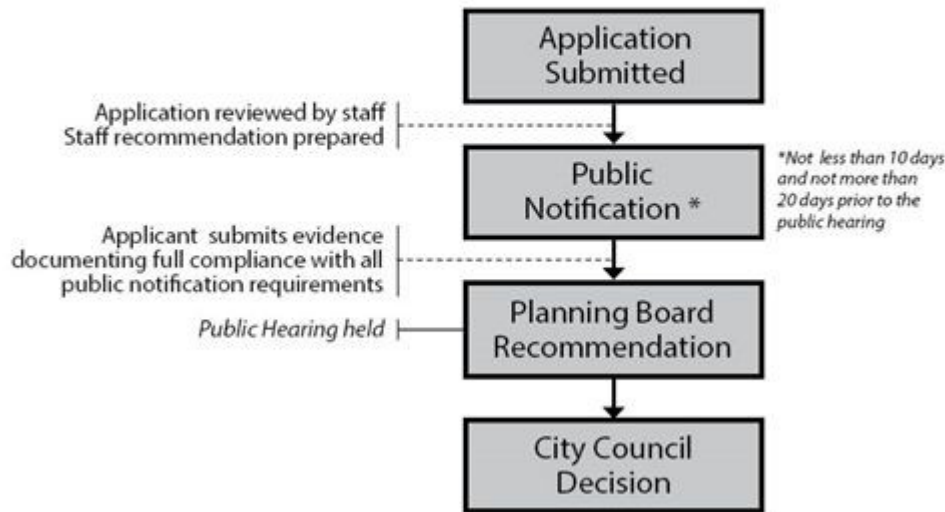 Application
Submitted
Application reviewed by staff
Staff recommendation prepared
Public
Notification *
*Not less than 10 days
and not more than
20 days prior to the
public hearing
Applicant submits evidence
documenting full compliance with all
public notification requirements
Public Hearing held
Planning Board
Recommendation
City Council
Decision